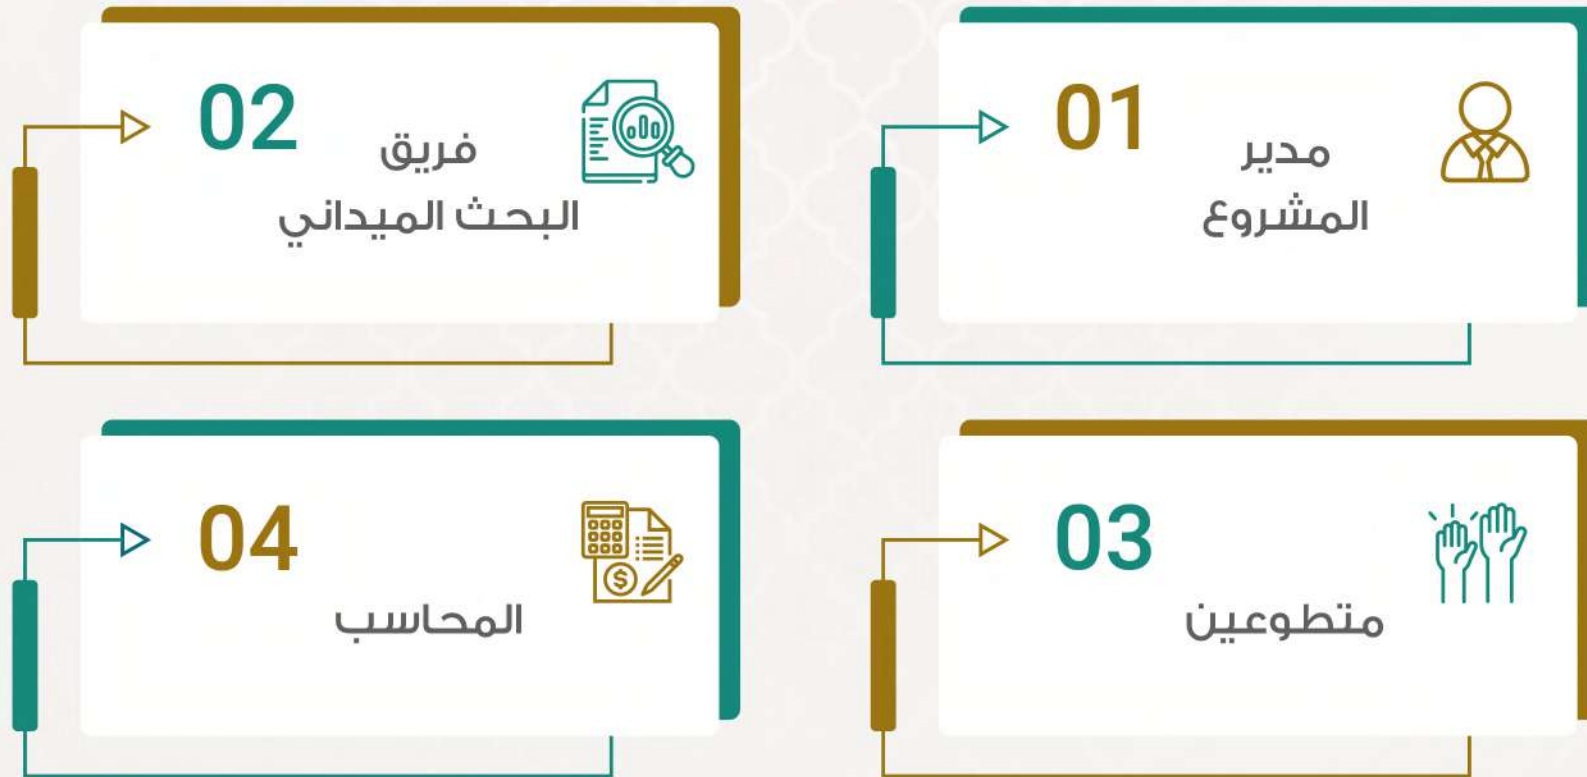 01
مدير
المشروع
02
فريق
البحث الميداني
03
متطوعين
04
المحاسب